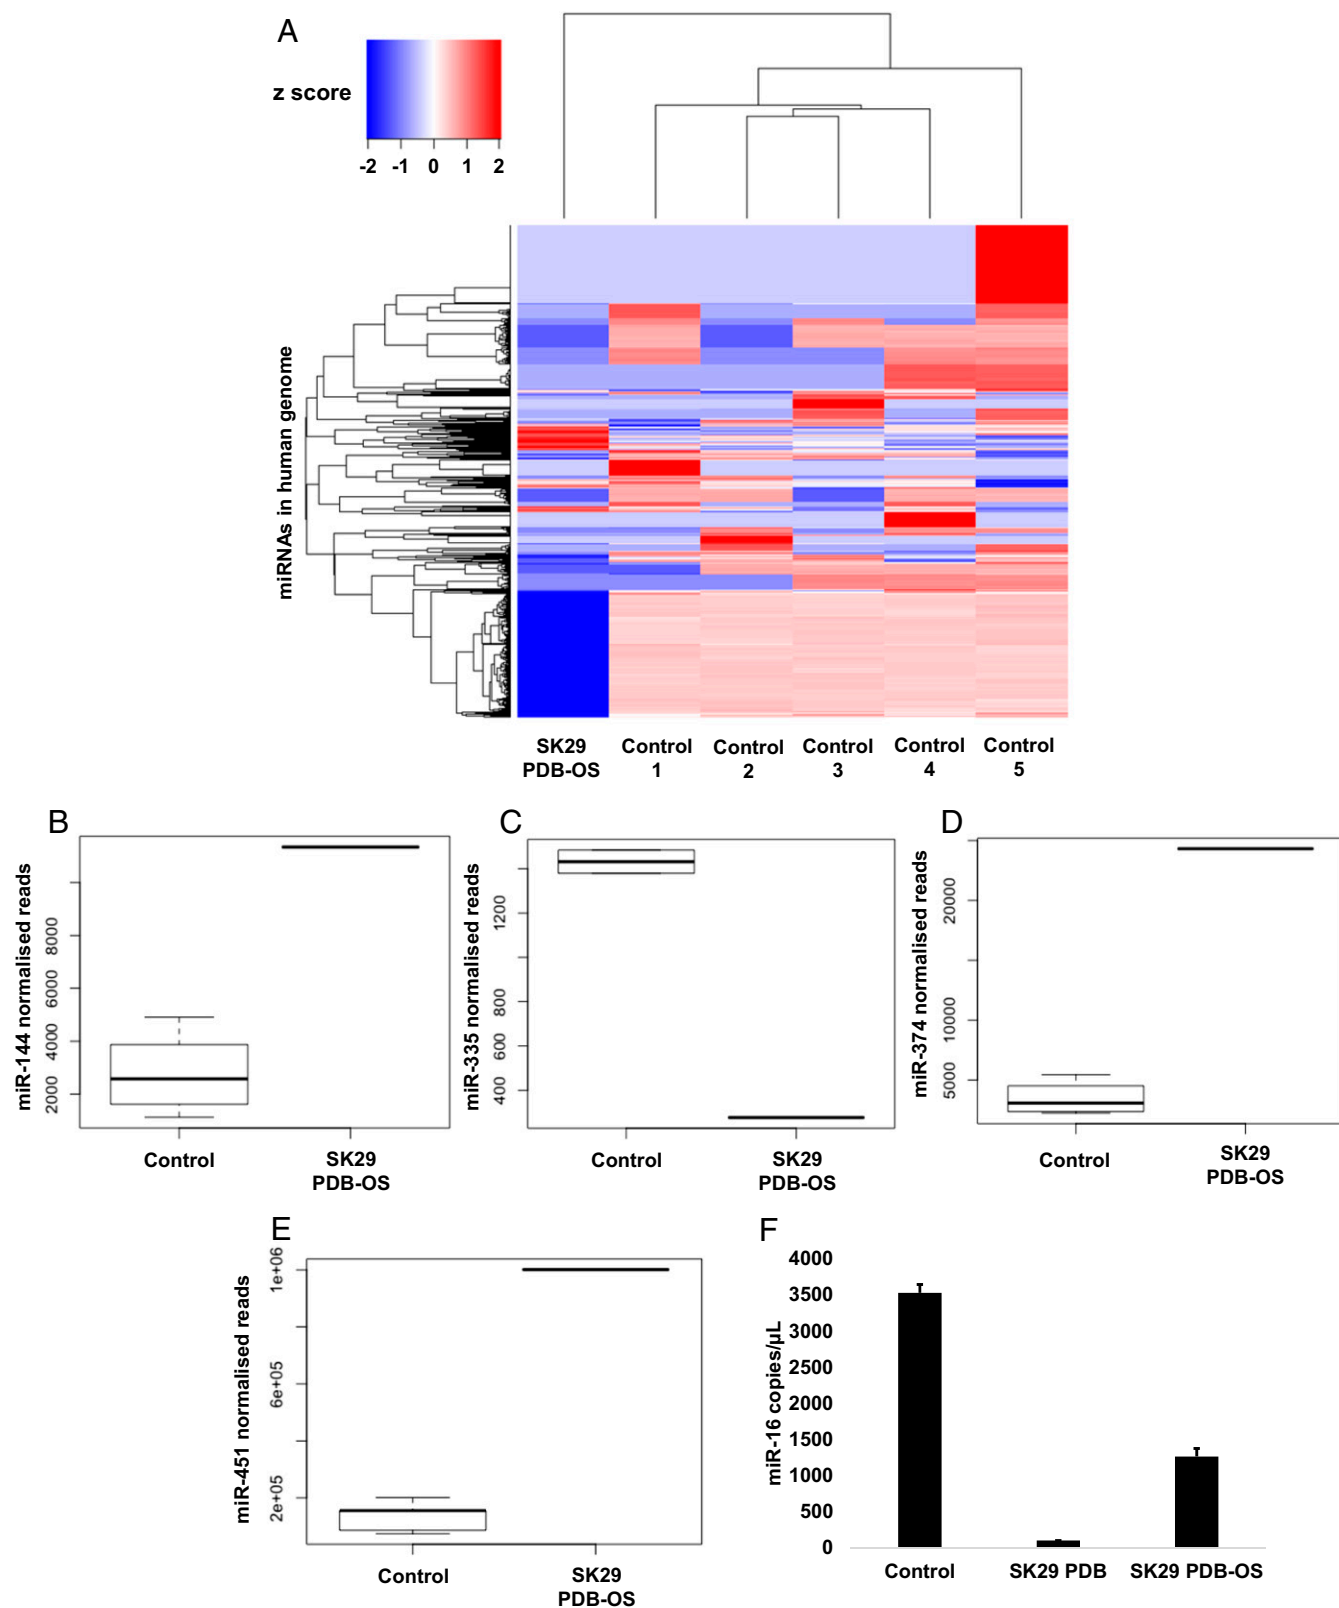 A
z score
-2 -1 0 1 2
miRNAs in human genome
SK29
PDB-OS
Control
1
Control
2
Control
3
Control
4
Control
5
B
miR-144 normalised reads
8000
6000
4000
2000
Control
SK29
PDB-OS
C
miR-335 normalised reads
1200
800
600
400
Control
SK29
PDB-OS
D
miR-374 normalised reads
20000
10000
5000
Control
SK29
PDB-OS
E
miR-451 normalised reads
1e+06
6e+05
2e+05
Control
SK29
PDB-OS
F
miR-16 copies/µL
4000
3500
3000
2500
2000
1500
1000
500
0
Control
SK29 PDB
SK29 PDB-OS